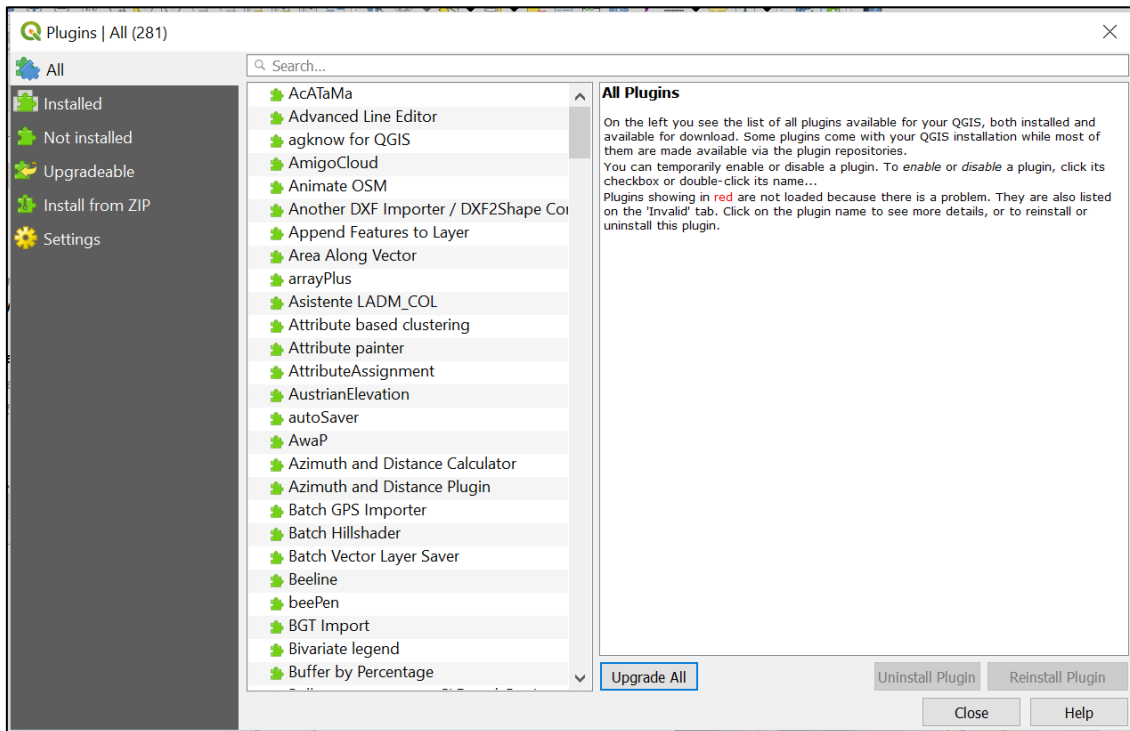 Plugins | All (281)
All
Installed
Not installed
Upgradeable
Install from ZIP
Settings
Search...
AcATaMa
Advanced Line Editor
agknow for QGIS
AmigoCloud
Animate OSM
Another DXF Importer / DXF2Shape
Append Features to Layer
Area Along Vector
arrayPlus
Asistente LADM_COL
Attribute based clustering
Attribute painter
AttributeAssignment
AustrianElevation
autoSaver
AwaP
Azimuth and Distance Calculator
Azimuth and Distance Plugin
Batch GPS Importer
Batch Hillshader
Batch Vector Layer Saver
Beeline
beePen
BGT Import
Bivariate legend
Buffer by Percentage
All Plugins
On the left you see the list of all plugins available for your QGIS, both installed and
available for download. Some plugins come with your QGIS installation while most of
them are made available via the plugin repositories.
You can temporarily enable or disable a plugin. To enable or disable a plugin, click its
checkbox or double-click its name...
Plugins showing in red are not loaded because there is a problem. They are also listed
on the 'Invalid' tab. Click on the plugin name to see more details, or to reinstall or
uninstall this plugin.
Upgrade All
Uninstall Plugin
Reinstall Plugin
Close
Help